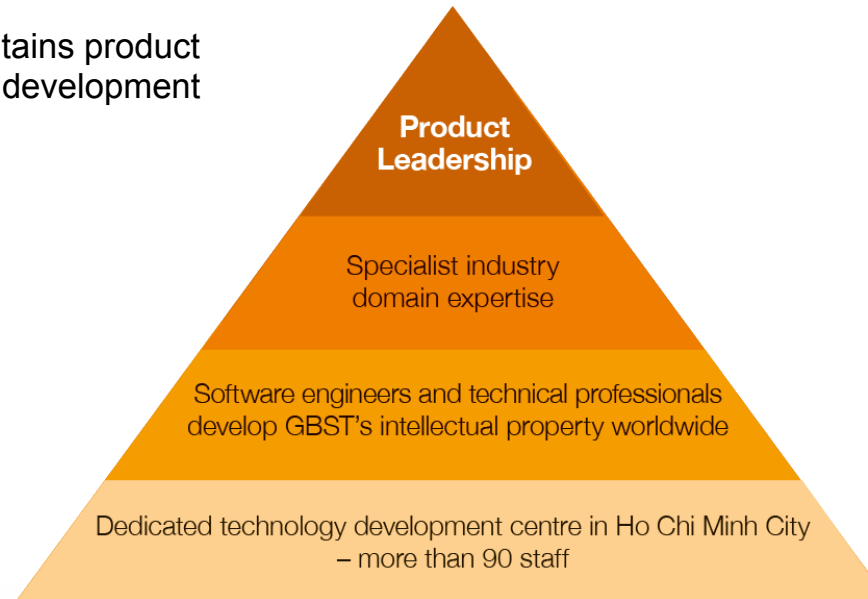 tains product
development
Product
Leadership
Specialist industry
domain expertise
Software engineers and technical professionals
develop GBST's intellectual property worldwide
Dedicated technology development centre in Ho Chi Minh City
– more than 90 staff